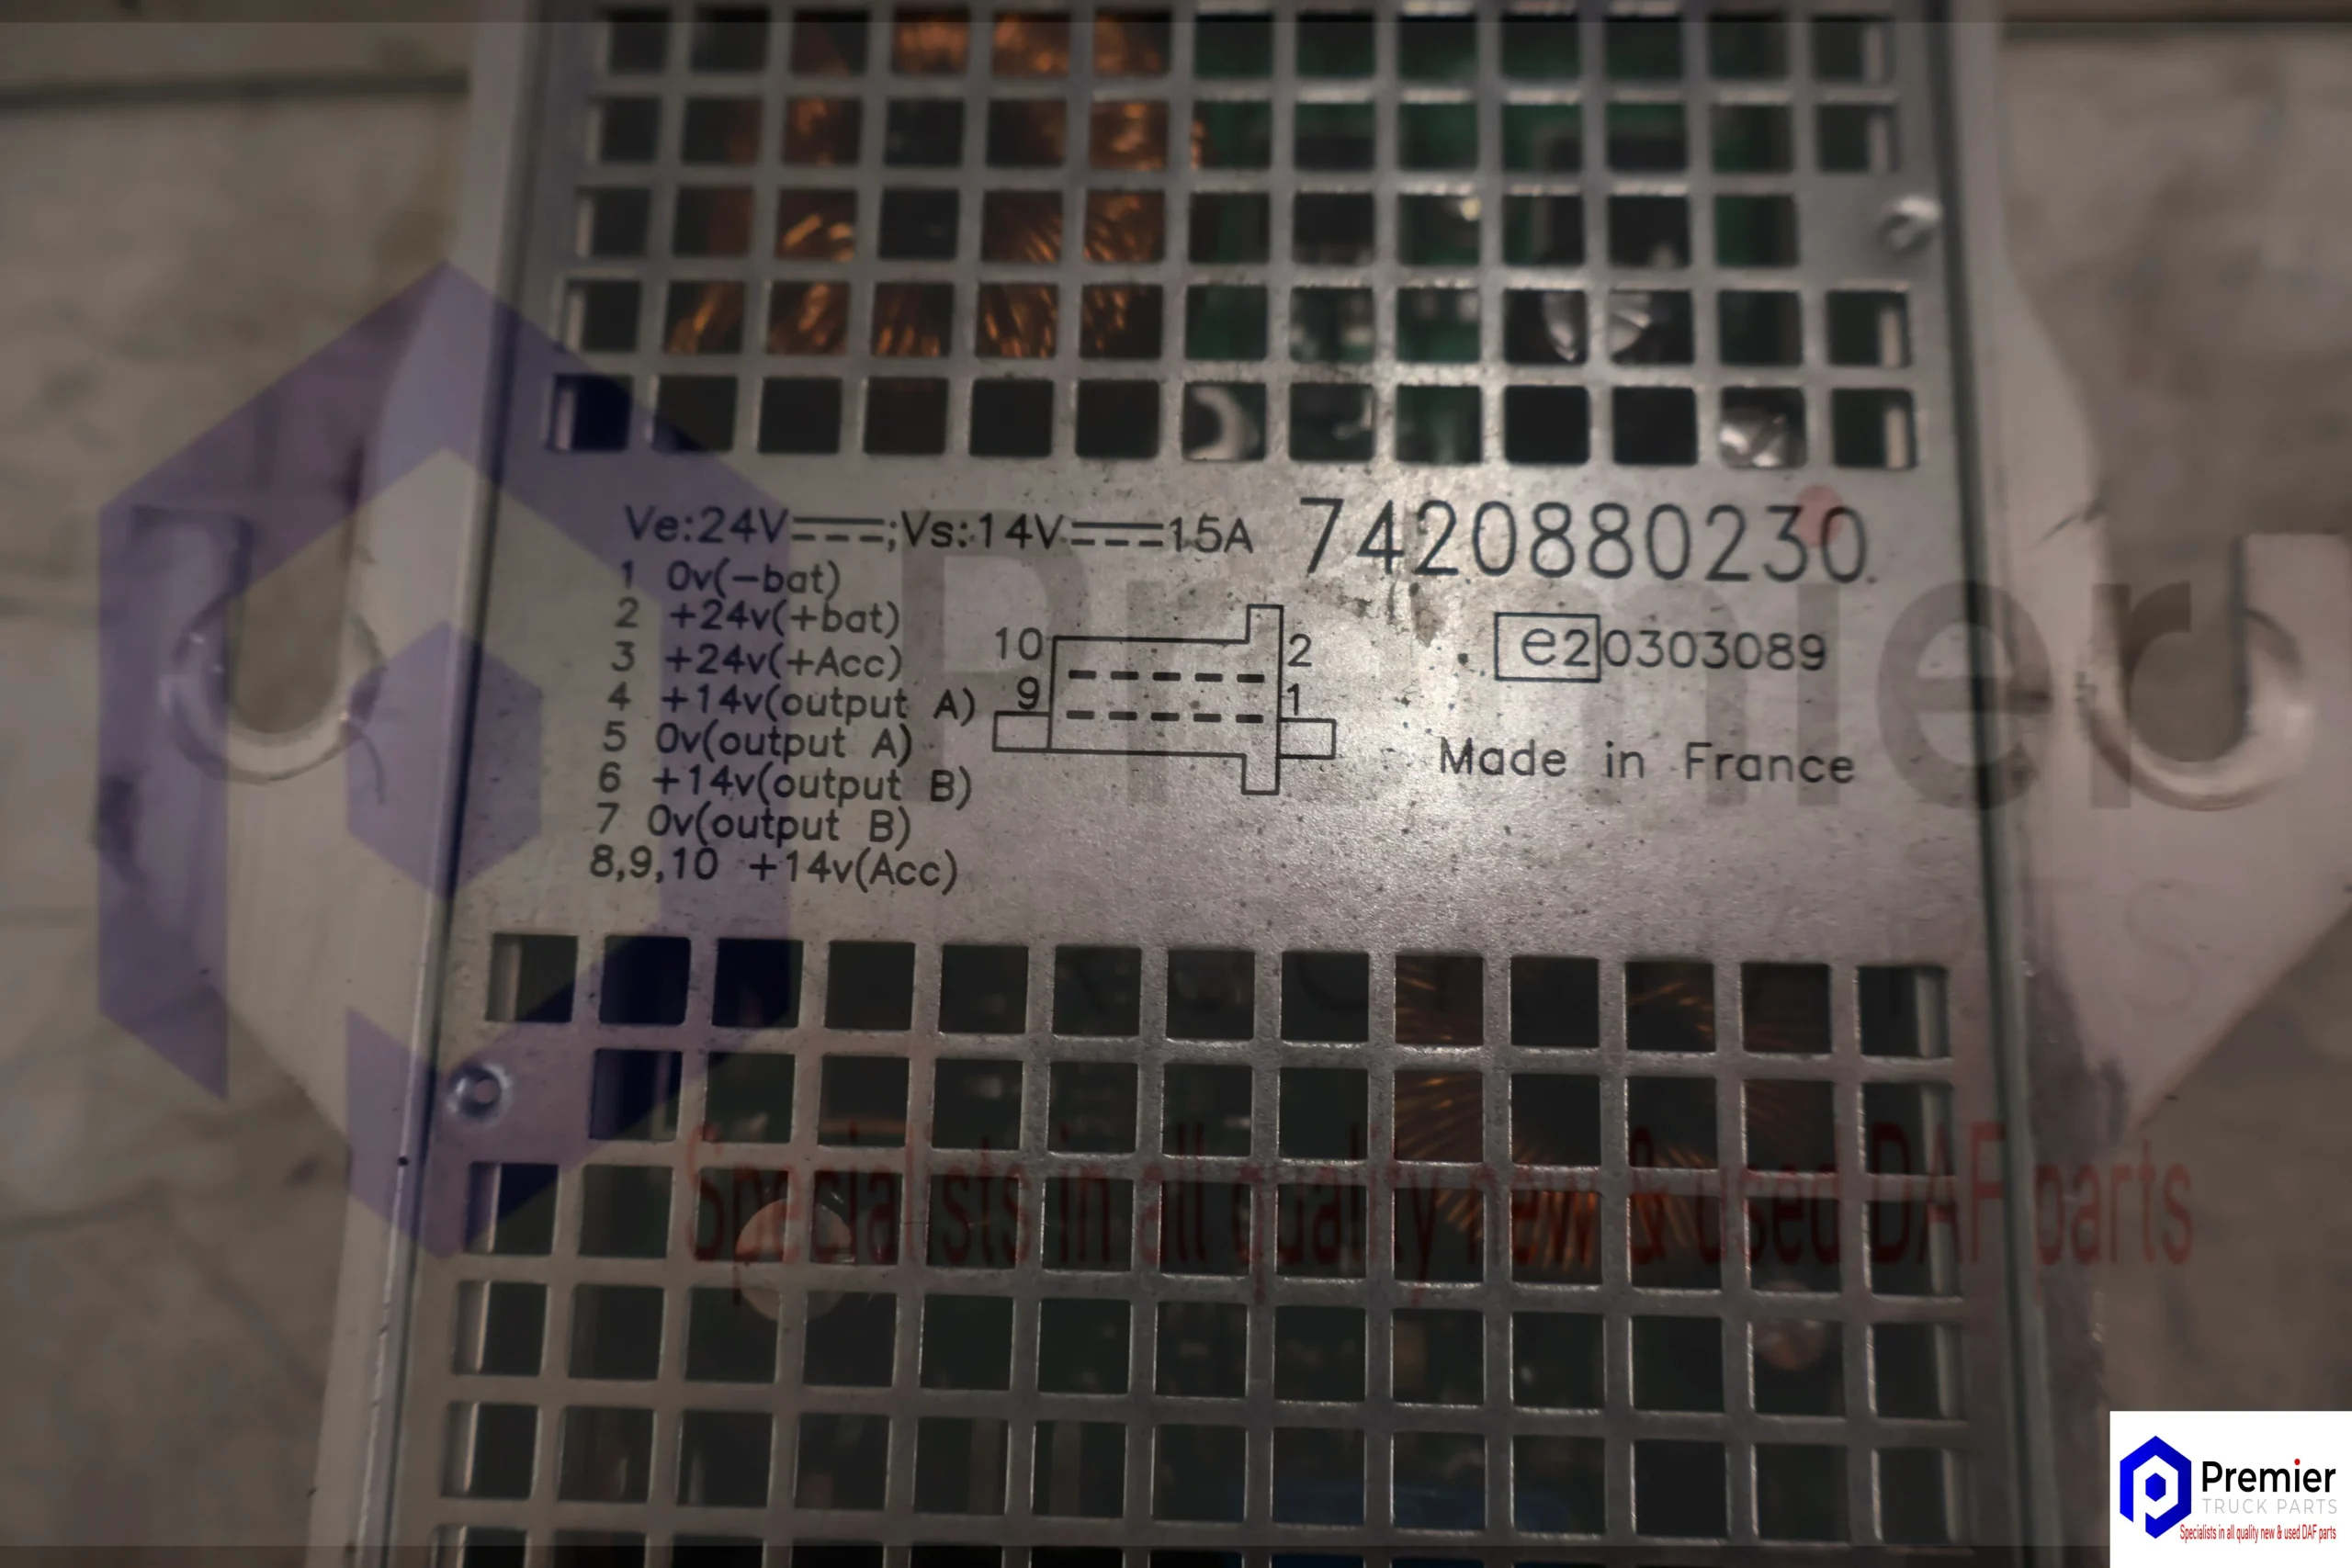 Ve:24V⎓;Vs:14V⎓15A
7420880230
1 0v(-bat)
2 +24v(+bat)
3 +24v(+Acc)
4 +14v(output A)
5 0v(output A)
6 +14v(output B)
7 0v(output B)
8,9,10 +14v(Acc)
10
2
9
1
e2 0303089
Made in France
Premier
Specialists in all quality new & used DAF parts
Premier
TRUCK PARTS
Specialists in all quality new & used DAF parts